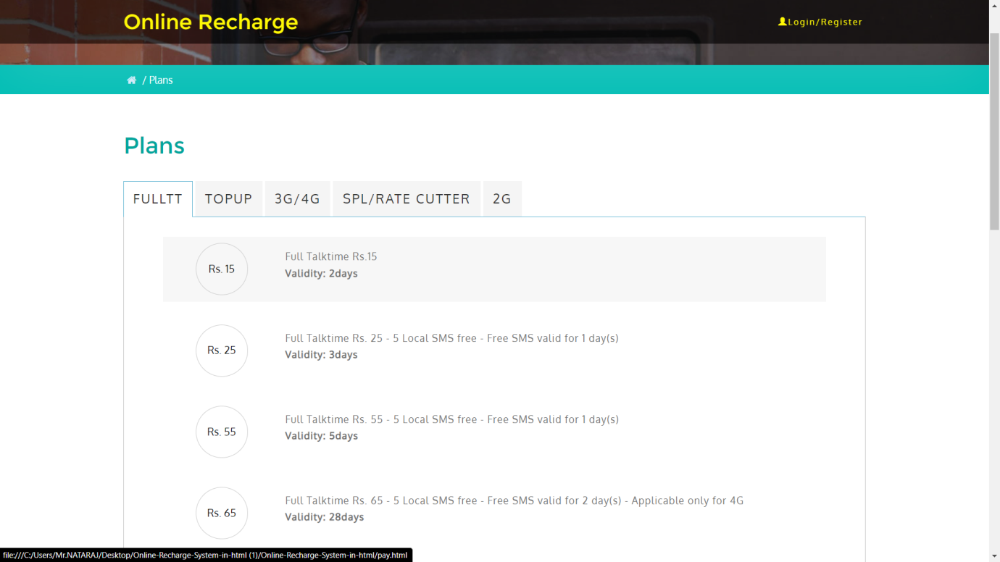 Online Recharge
Login/Register
/ Plans
Plans
FULLTT
TOPUP
3G/4G
SPL/RATE CUTTER
2G
Rs. 15
Full Talktime Rs.15
Validity: 2days
Rs. 25
Full Talktime Rs. 25 - 5 Local SMS free - Free SMS valid for 1 day(s)
Validity: 3days
Rs. 55
Full Talktime Rs. 55 - 5 Local SMS free - Free SMS valid for 1 day(s)
Validity: 5days
Rs. 65
Full Talktime Rs. 65 - 5 Local SMS free - Free SMS valid for 2 day(s) - Applicable only for 4G
Validity: 28days
file:///C:/Users/Mr.NATARAJ/Desktop/Online-Recharge-System-in-html (1)/Online-Recharge-System-in-html/pay.html